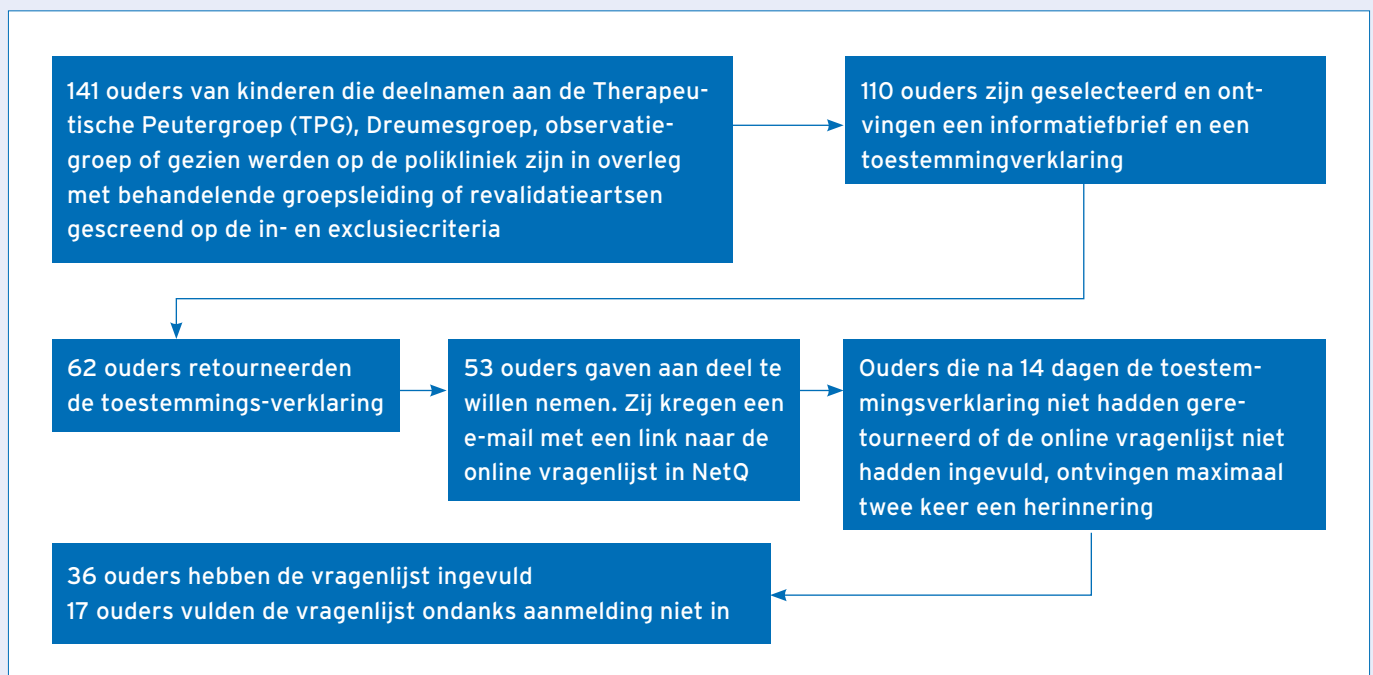 141 ouders van kinderen die deelnamen aan de Therapeu-
tische Peutergroep (TPG), Dreumesgroep, observatie-
groep of gezien werden op de polikliniek zijn in overleg
met behandelende groepsleiding of revalidatieartsen
gescreend op de in- en exclusiecriteria
110 ouders zijn geselecteerd en ont-
vingen een informatiefbrief en een
toestemmingverklaring
62 ouders retourneerden
de toestemmings-verklaring
53 ouders gaven aan deel te
willen nemen. Zij kregen een
e-mail met een link naar de
online vragenlijst in NetQ
Ouders die na 14 dagen de toestem-
mingsverklaring niet hadden gere-
tourneerd of de online vragenlijst niet
hadden ingevuld, ontvingen maximaal
twee keer een herinnering
36 ouders hebben de vragenlijst ingevuld
17 ouders vulden de vragenlijst ondanks aanmelding niet in